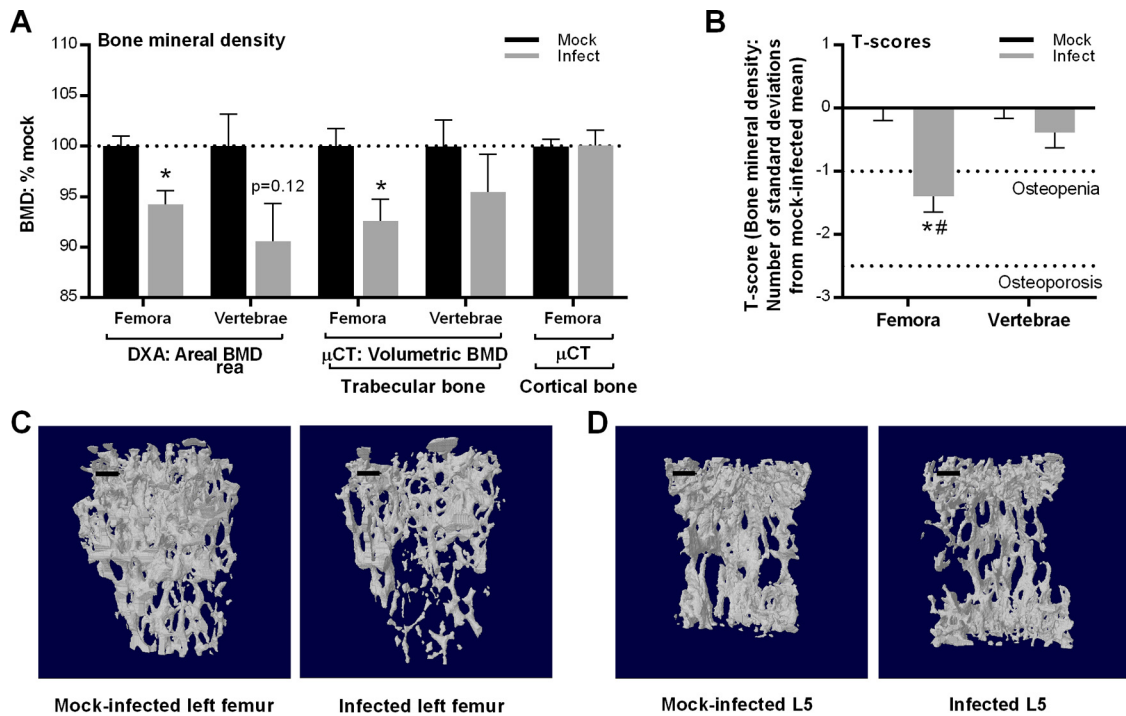 A
Bone mineral density
Mock
Infect
BMD: % mock
110
105
100
95
90
85
*
p=0.12
*
Femora
Vertebrae
Femora
Vertebrae
Femora
DXA: Areal BMD
rea
μCT: Volumetric BMD
μCT
Trabecular bone
Cortical bone
B
T-scores
Mock
Infect
T-score (Bone mineral density:
Number of standard deviations
from mock-infected mean)
1
0
-1
-2
-3
Osteopenia
*#
Osteoporosis
Femora
Vertebrae
C
Mock-infected left femur
Infected left femur
D
Mock-infected L5
Infected L5